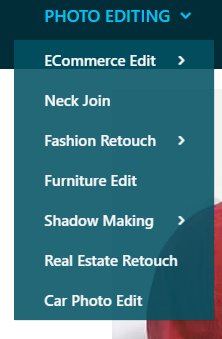 PHOTO EDITING
ECommerce Edit
Neck Join
Fashion Retouch
Furniture Edit
Shadow Making
Real Estate Retouch
Car Photo Edit